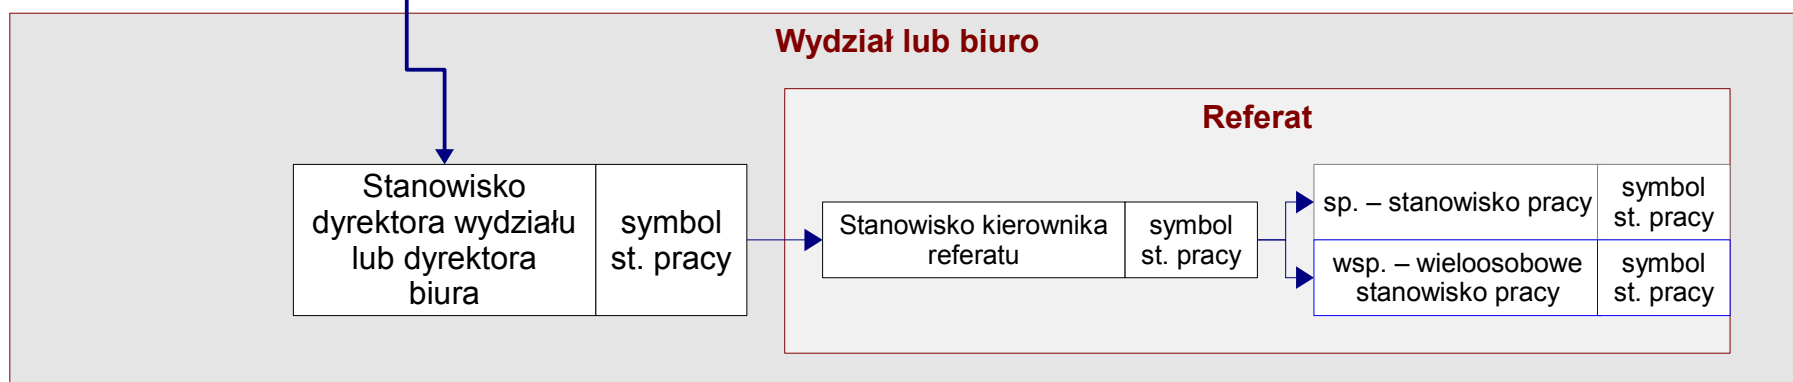 Wydział lub biuro
Referat
Stanowisko
dyrektora wydziału
lub dyrektora
biura
symbol
st. pracy
Stanowisko kierownika
referatu
symbol
st. pracy
sp. – stanowisko pracy
symbol
st. pracy
wsp. – wieloosobowe
stanowisko pracy
symbol
st. pracy